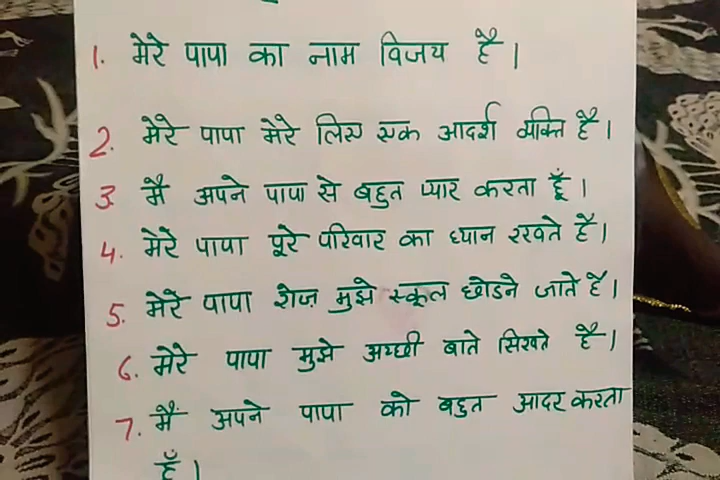 1. मेरे पापा का नाम विजय है।
2. मेरे पापा मेरे लिए एक आदर्श व्यक्ति है।
3. मै अपने पापा से बहुत प्यार करता हूँ।
4. मेरे पापा पूरे परिवार का ध्यान रखते है।
5. मेरे पापा रोज़ मुझे स्कूल छोडने जाते है।
6. मेरे पापा मुझे अच्छी बाते सिखते है।
7. मै अपने पापा को बहुत आदर करता
हूँ।